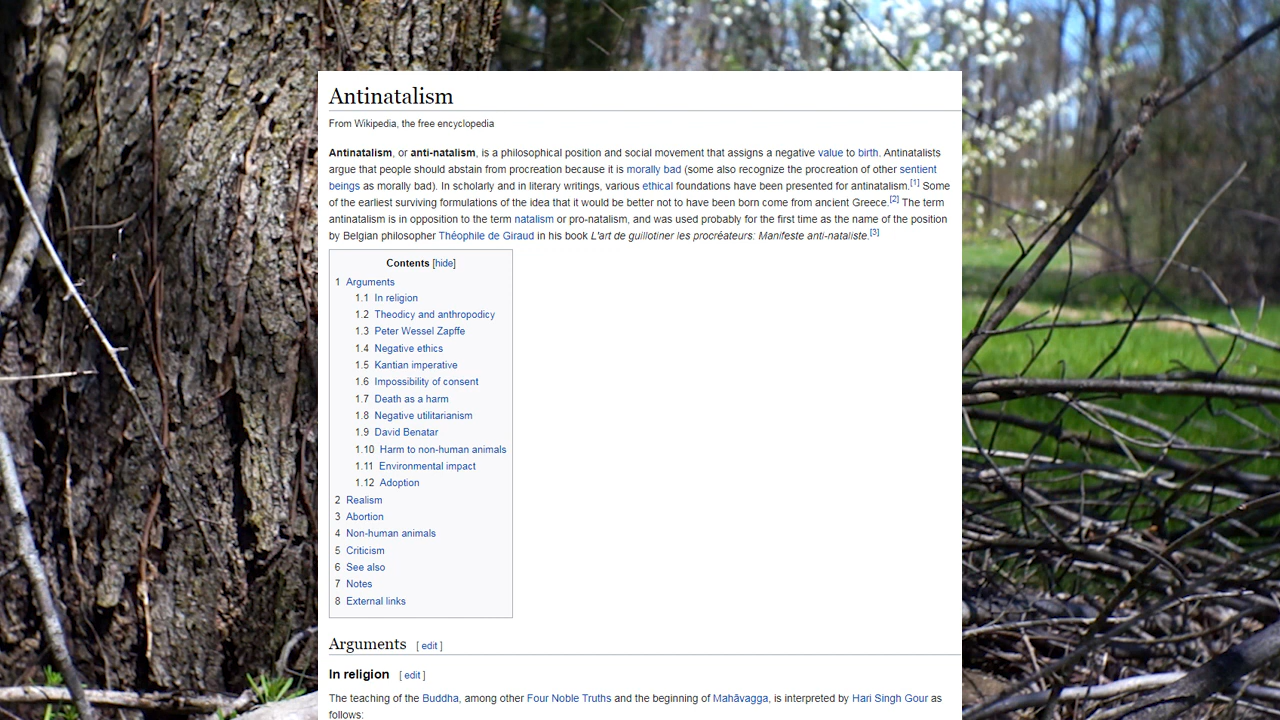 Antinatalism
From Wikipedia, the free encyclopedia
Antinatalism, or anti-natalism, is a philosophical position and social movement that assigns a negative value to birth. Antinatalists
argue that people should abstain from procreation because it is morally bad (some also recognize the procreation of other sentient
beings as morally bad). In scholarly and in literary writings, various ethical foundations have been presented for antinatalism.[1] Some
of the earliest surviving formulations of the idea that it would be better not to have been born come from ancient Greece.[2] The term
antinatalism is in opposition to the term natalism or pro-natalism, and was used probably for the first time as the name of the position
by Belgian philosopher Théophile de Giraud in his book L'art de guillotiner les procréateurs: Manifeste anti-nataliste.[3]
Contents [hide]
1 Arguments
1.1 In religion
1.2 Theodicy and anthropodicy
1.3 Peter Wessel Zapffe
1.4 Negative ethics
1.5 Kantian imperative
1.6 Impossibility of consent
1.7 Death as a harm
1.8 Negative utilitarianism
1.9 David Benatar
1.10 Harm to non-human animals
1.11 Environmental impact
1.12 Adoption
2 Realism
3 Abortion
4 Non-human animals
5 Criticism
6 See also
7 Notes
8 External links
Arguments [ edit ]
In religion [ edit ]
The teaching of the Buddha, among other Four Noble Truths and the beginning of Mahāvagga, is interpreted by Hari Singh Gour as
follows: